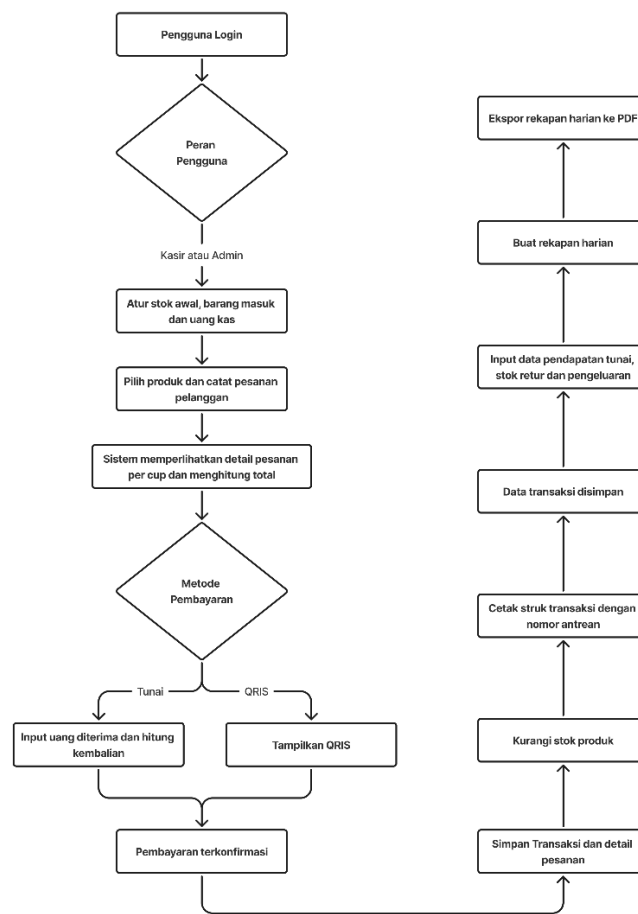 Pengguna Login
Peran
Pengguna
Kasir atau Admin
Atur stok awal, barang masuk
dan uang kas
Pilih produk dan catat pesanan
pelanggan
Sistem memperlihatkan detail pesanan
per cup dan menghitung total
Metode
Pembayaran
Tunai
QRIS
Input uang diterima dan hitung
kembalian
Tampilkan QRIS
Pembayaran terkonfirmasi
Simpan Transaksi dan detail
pesanan
Kurangi stok produk
Cetak struk transaksi dengan
nomor antrean
Data transaksi disimpan
Input data pendapatan tunai,
stok retur dan pengeluaran
Buat rekapan harian
Ekspor rekapan harian ke PDF